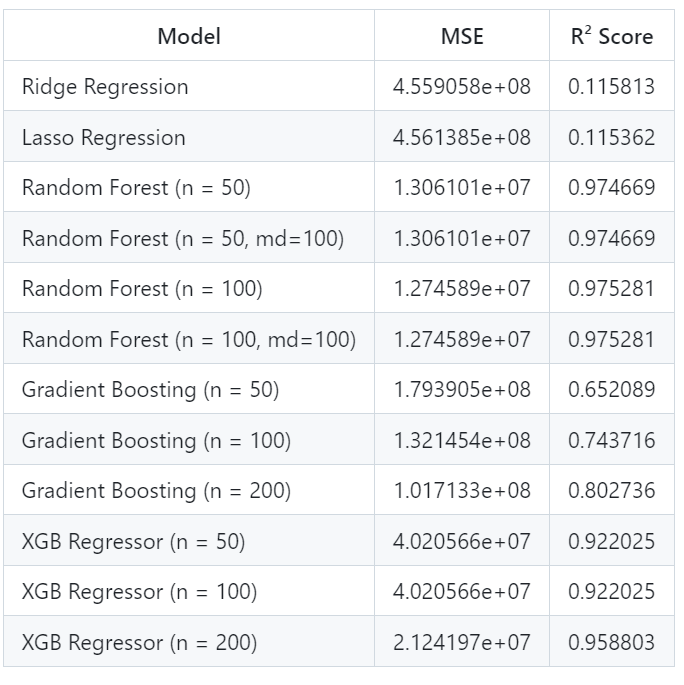 Model MSE R² Score
Ridge Regression 4.559058e+08 0.115813
Lasso Regression 4.561385e+08 0.115362
Random Forest (n = 50) 1.306101e+07 0.974669
Random Forest (n = 50, md=100) 1.306101e+07 0.974669
Random Forest (n = 100) 1.274589e+07 0.975281
Random Forest (n = 100, md=100) 1.274589e+07 0.975281
Gradient Boosting (n = 50) 1.793905e+08 0.652089
Gradient Boosting (n = 100) 1.321454e+08 0.743716
Gradient Boosting (n = 200) 1.017133e+08 0.802736
XGB Regressor (n = 50) 4.020566e+07 0.922025
XGB Regressor (n = 100) 4.020566e+07 0.922025
XGB Regressor (n = 200) 2.124197e+07 0.958803